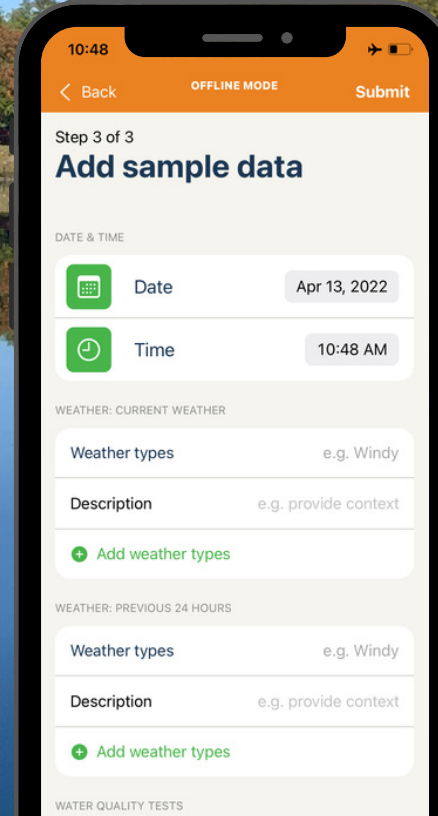 10:48
Back
OFFLINE MODE
Submit
Step 3 of 3
Add sample data
DATE & TIME
Date
Apr 13, 2022
Time
10:48 AM
WEATHER: CURRENT WEATHER
Weather types
e.g. Windy
Description
e.g. provide context
Add weather types
WEATHER: PREVIOUS 24 HOURS
Weather types
e.g. Windy
Description
e.g. provide context
Add weather types
WATER QUALITY TESTS